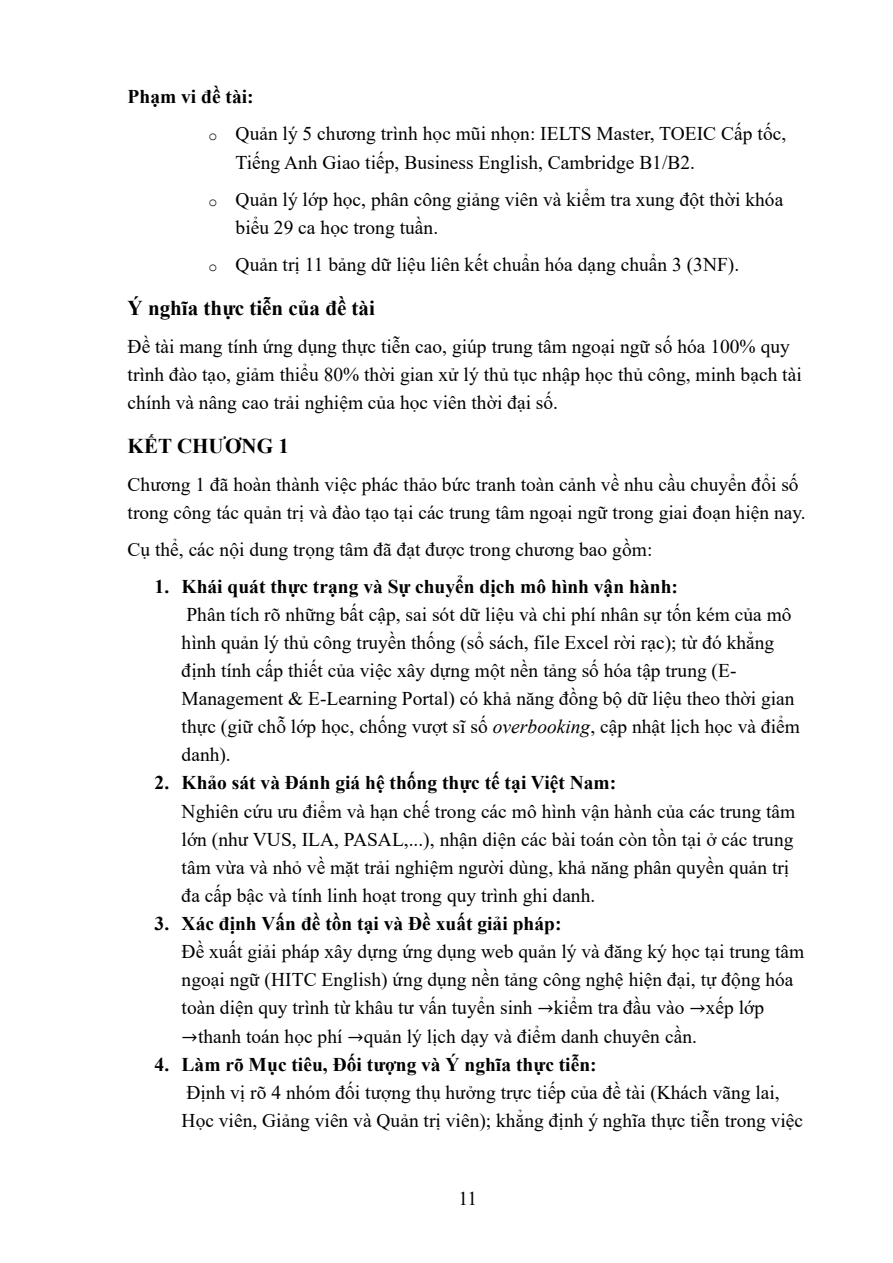 Phạm vi đề tài:
o Quản lý 5 chương trình học mũi nhọn: IELTS Master, TOEIC Cấp tốc,
Tiếng Anh Giao tiếp, Business English, Cambridge B1/B2.
o Quản lý lớp học, phân công giảng viên và kiểm tra xung đột thời khóa
biểu 29 ca học trong tuần.
o Quản trị 11 bảng dữ liệu liên kết chuẩn hóa dạng chuẩn 3 (3NF).
Ý nghĩa thực tiễn của đề tài
Đề tài mang tính ứng dụng thực tiễn cao, giúp trung tâm ngoại ngữ số hóa 100% quy
trình đào tạo, giảm thiểu 80% thời gian xử lý thủ tục nhập học thủ công, minh bạch tài
chính và nâng cao trải nghiệm của học viên thời đại số.
KẾT CHƯƠNG 1
Chương 1 đã hoàn thành việc phác thảo bức tranh toàn cảnh về nhu cầu chuyển đổi số
trong công tác quản trị và đào tạo tại các trung tâm ngoại ngữ trong giai đoạn hiện nay.
Cụ thể, các nội dung trọng tâm đã đạt được trong chương bao gồm:
1. Khái quát thực trạng và Sự chuyển dịch mô hình vận hành:
Phân tích rõ những bất cập, sai sót dữ liệu và chi phí nhân sự tốn kém của mô
hình quản lý thủ công truyền thống (sổ sách, file Excel rời rạc); từ đó khẳng
định tính cấp thiết của việc xây dựng một nền tảng số hóa tập trung (E-
Management & E-Learning Portal) có khả năng đồng bộ dữ liệu theo thời gian
thực (giữ chỗ lớp học, chống vượt sĩ số overbooking, cập nhật lịch học và điểm
danh).
2. Khảo sát và Đánh giá hệ thống thực tế tại Việt Nam:
Nghiên cứu ưu điểm và hạn chế trong các mô hình vận hành của các trung tâm
lớn (như VUS, ILA, PASAL,...), nhận diện các bài toán còn tồn tại ở các trung
tâm vừa và nhỏ về mặt trải nghiệm người dùng, khả năng phân quyền quản trị
đa cấp bậc và tính linh hoạt trong quy trình ghi danh.
3. Xác định Vấn đề tồn tại và Đề xuất giải pháp:
Đề xuất giải pháp xây dựng ứng dụng web quản lý và đăng ký học tại trung tâm
ngoại ngữ (HITC English) ứng dụng nền tảng công nghệ hiện đại, tự động hóa
toàn diện quy trình từ khâu tư vấn tuyển sinh →kiểm tra đầu vào →xếp lớp
→thanh toán học phí →quản lý lịch dạy và điểm danh chuyên cần.
4. Làm rõ Mục tiêu, Đối tượng và Ý nghĩa thực tiễn:
Định vị rõ 4 nhóm đối tượng thụ hưởng trực tiếp của đề tài (Khách vãng lai,
Học viên, Giảng viên và Quản trị viên); khẳng định ý nghĩa thực tiễn trong việc
11